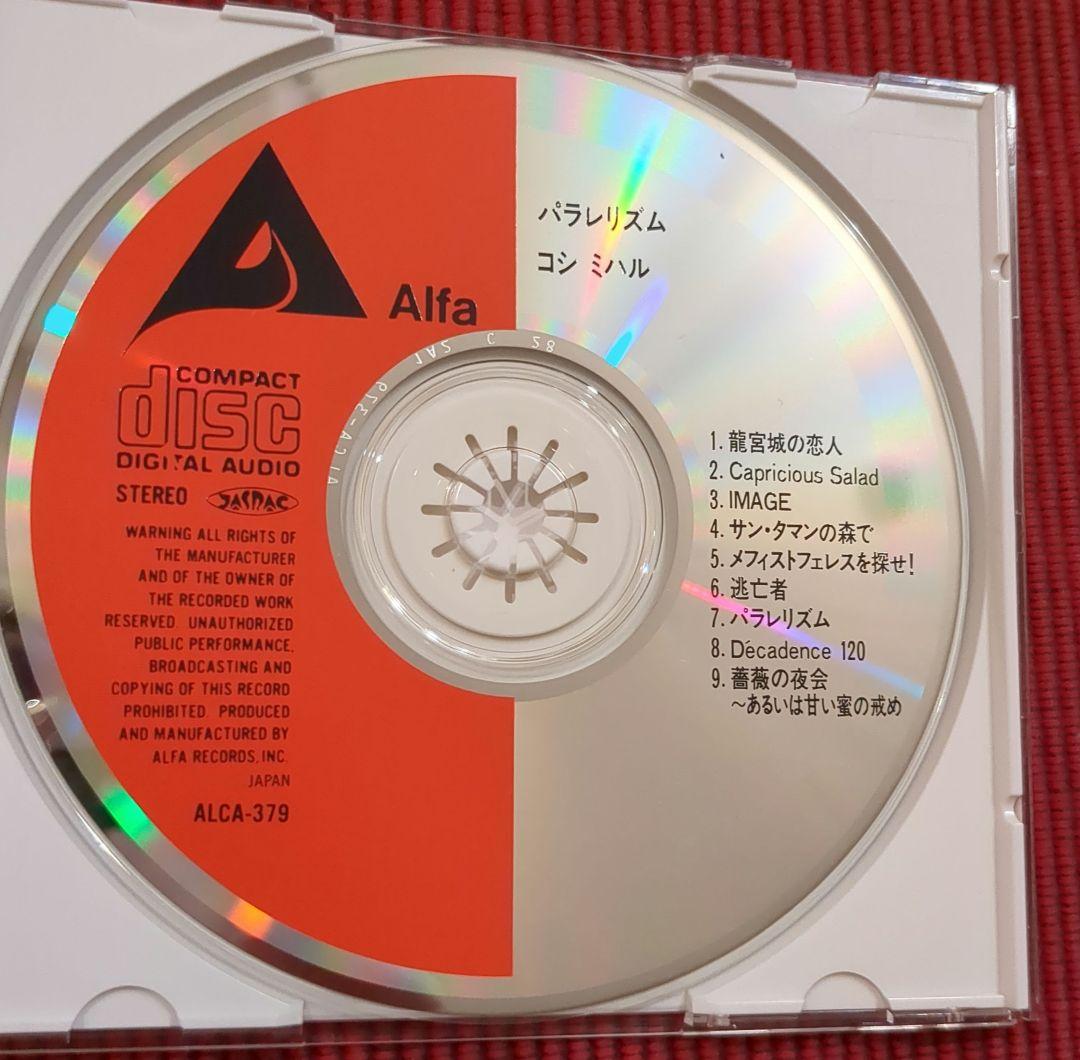 パラレリズム
コシ ミハル
Alfa
COMPACT
disc
DIGITAL AUDIO
STEREO JASRAC
WARNING ALL RIGHTS OF
THE MANUFACTURER
AND OF THE OWNER OF
THE RECORDED WORK
RESERVED. UNAUTHORIZED
PUBLIC PERFORMANCE,
BROADCASTING AND
COPYING OF THIS RECORD
PROHIBITED. PRODUCED
AND MANUFACTURED BY
ALFA RECORDS, INC.
JAPAN
ALCA-379
ALCA-379 1A2 C 28
1. 龍宮城の恋人
2. Capricious Salad
3. IMAGE
4. サン・タマンの森で
5. メフィストフェレスを探せ!
6. 逃亡者
7. パラレリズム
8. Décadence 120
9. 薔薇の夜会
〜あるいは甘い蜜の戒め